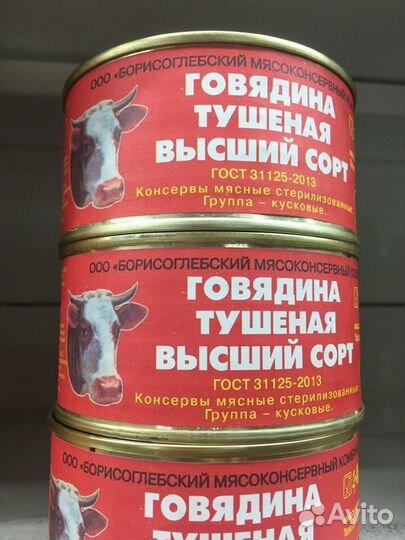 ООО «БОРИСОГЛЕБСКИЙ МЯСОКОНСЕРВНЫЙ
ГОВЯДИНА
ТУШЕНАЯ
ВЫСШИЙ СОРТ
ГОСТ 31125-2013
Консервы мясные стерилизованные.
Группа – кусковые.
ООО «БОРИСОГЛЕБСКИЙ МЯСОКОНСЕРВНЫЙ
ГОВЯДИНА
ТУШЕНАЯ
ВЫСШИЙ СОРТ
ГОСТ 31125-2013
Консервы мясные стерилизованные
Группа – кусковые.
ООО «БОРИСОГЛЕБСКИЙ МЯСОКОНСЕРВНЫЙ
ГОВЯДИНА
ТУШЕНАЯ
Avito